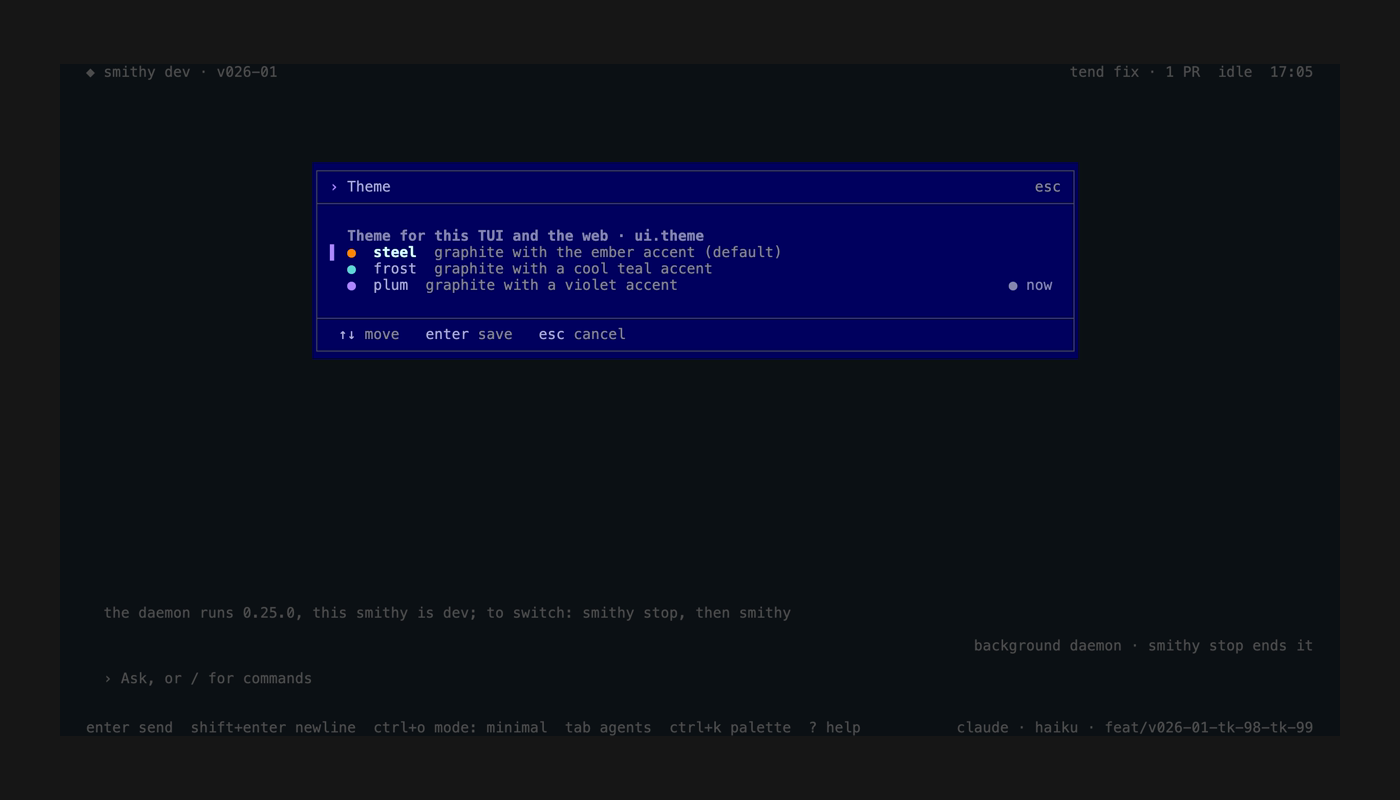 ◆ smithy dev · v026-01    tend fix · 1 PR  idle  17:05
› Theme    esc
Theme for this TUI and the web · ui.theme
● steel  graphite with the ember accent (default)
● frost  graphite with a cool teal accent
● plum  graphite with a violet accent    ● now
↑↓ move   enter save   esc cancel
the daemon runs 0.25.0, this smithy is dev; to switch: smithy stop, then smithy
background daemon · smithy stop ends it
› Ask, or / for commands
enter send  shift+enter newline  ctrl+o mode: minimal  tab agents  ctrl+k palette  ? help    claude · haiku · feat/v026-01-tk-98-tk-99